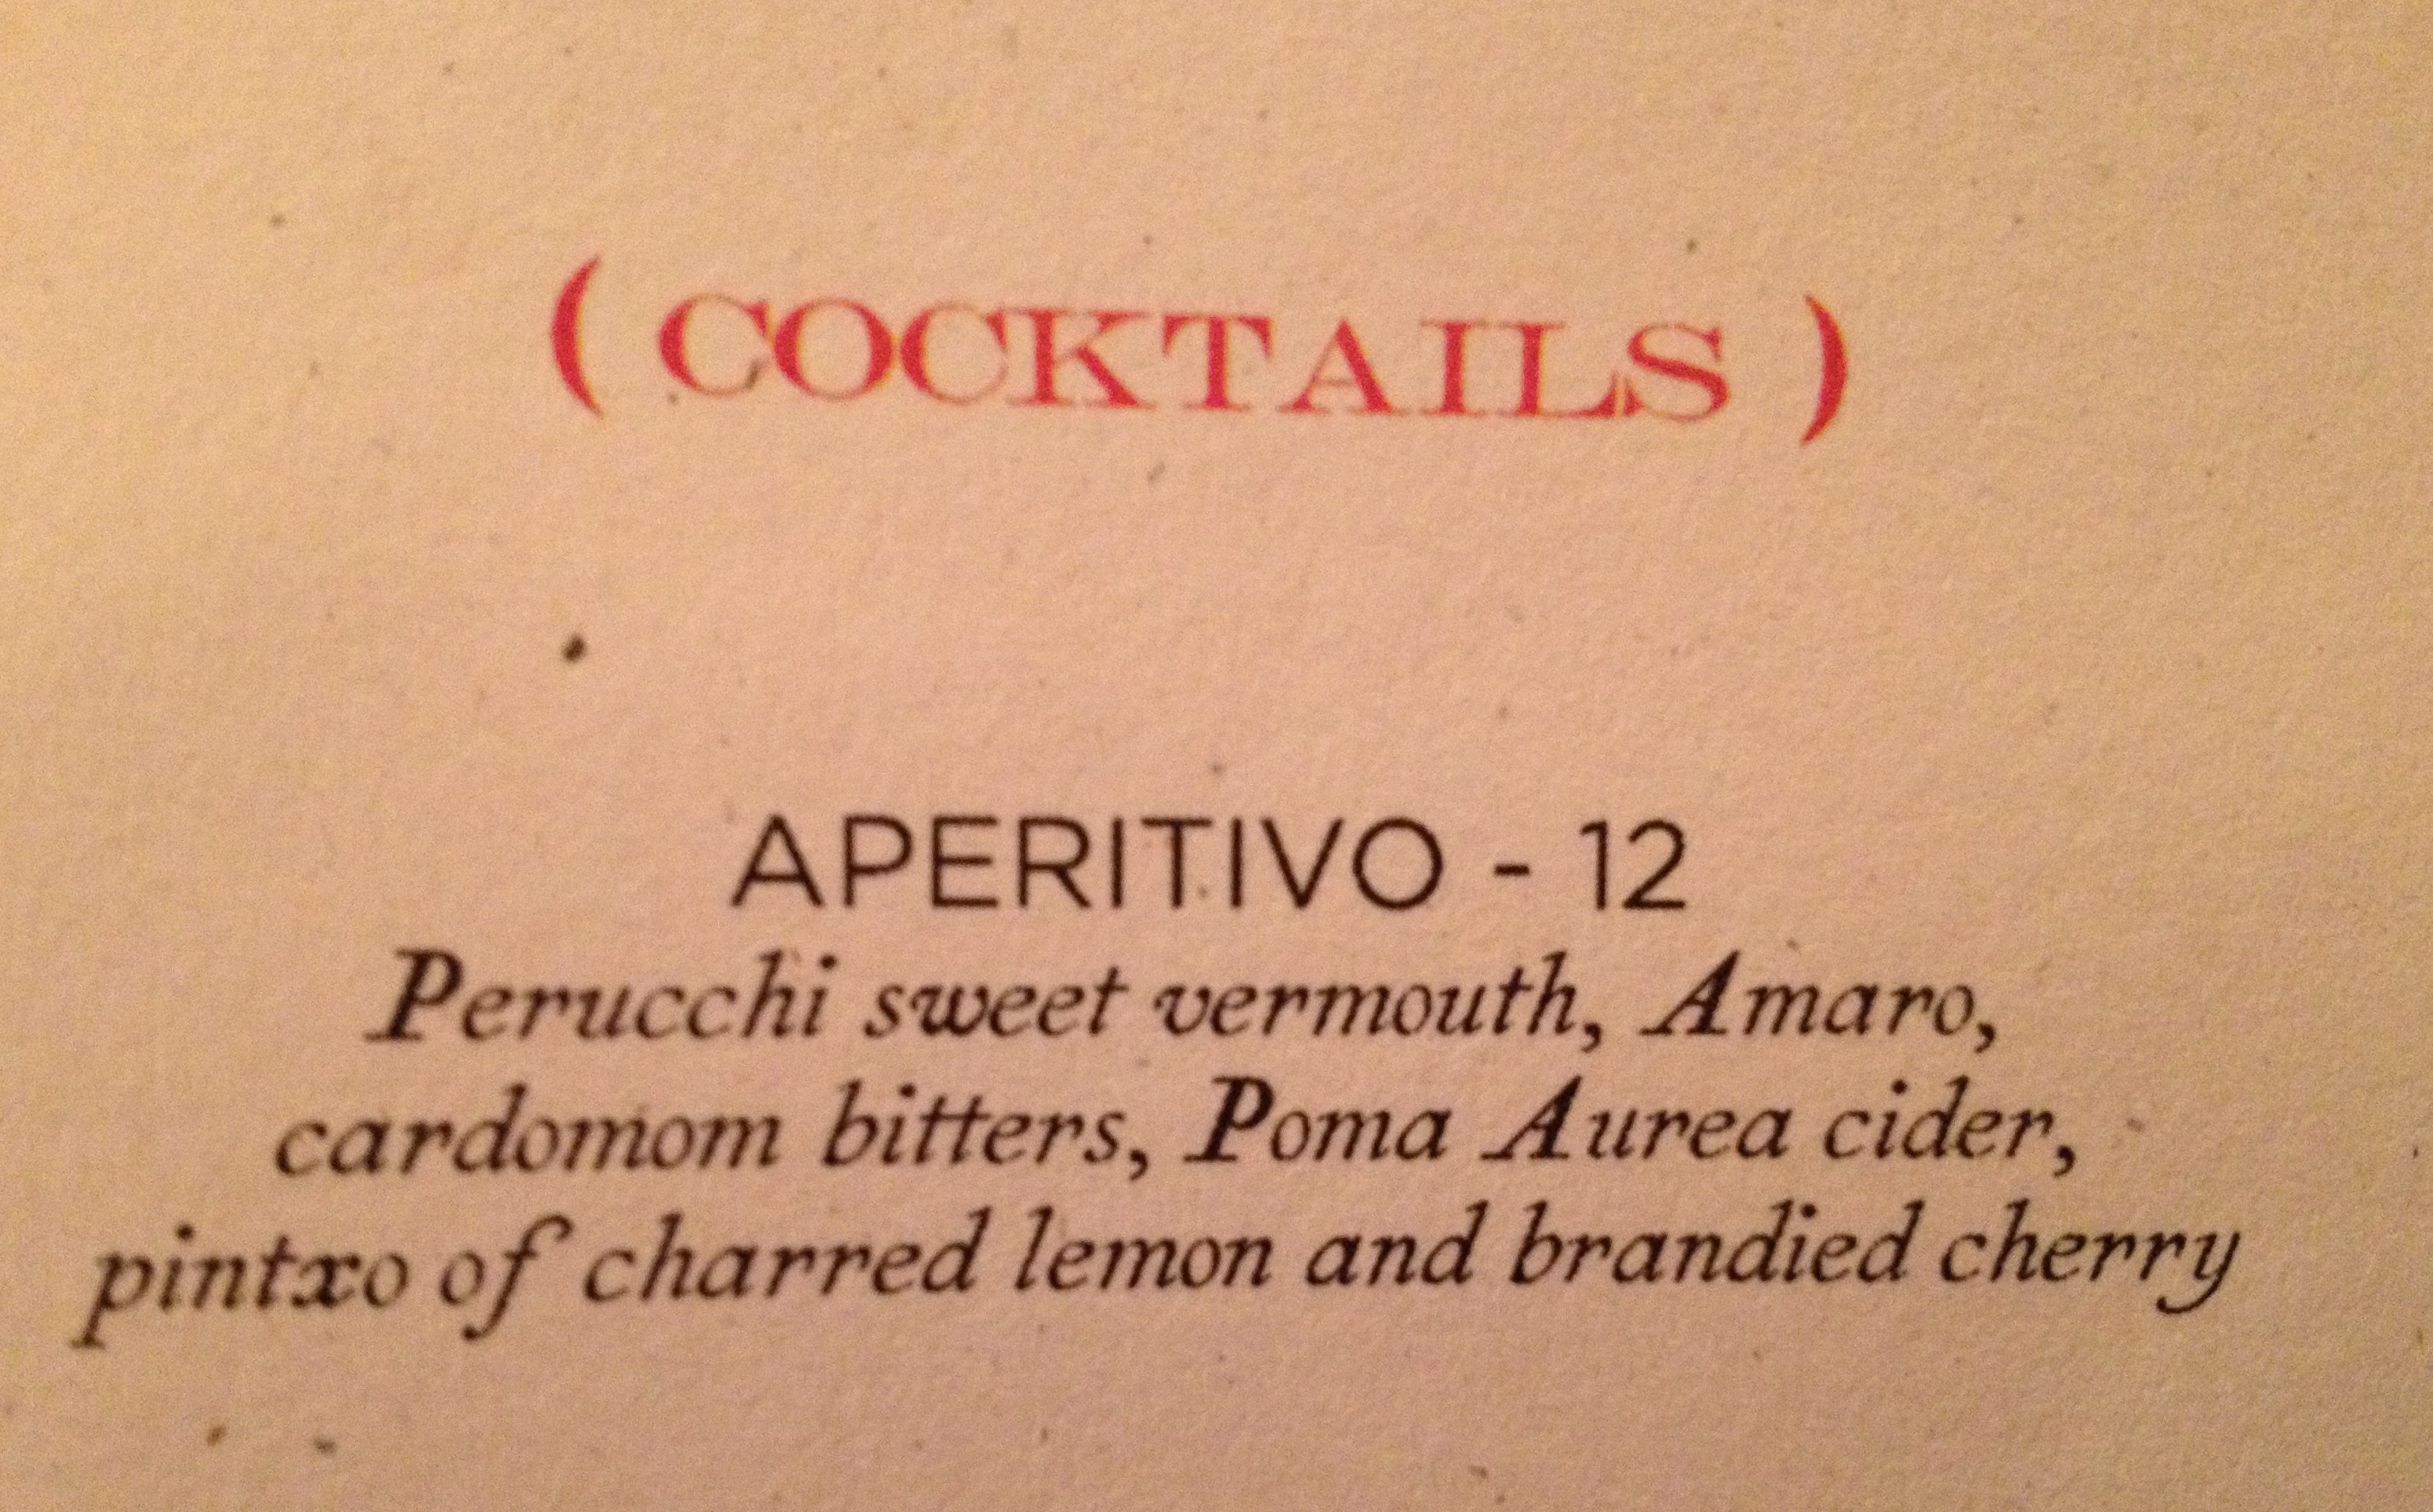 ( COCKTAILS )
APERITIVO - 12
Perucchi sweet vermouth, Amaro,
cardomom bitters, Poma Aurea cider,
pintxo of charred lemon and brandied cherry